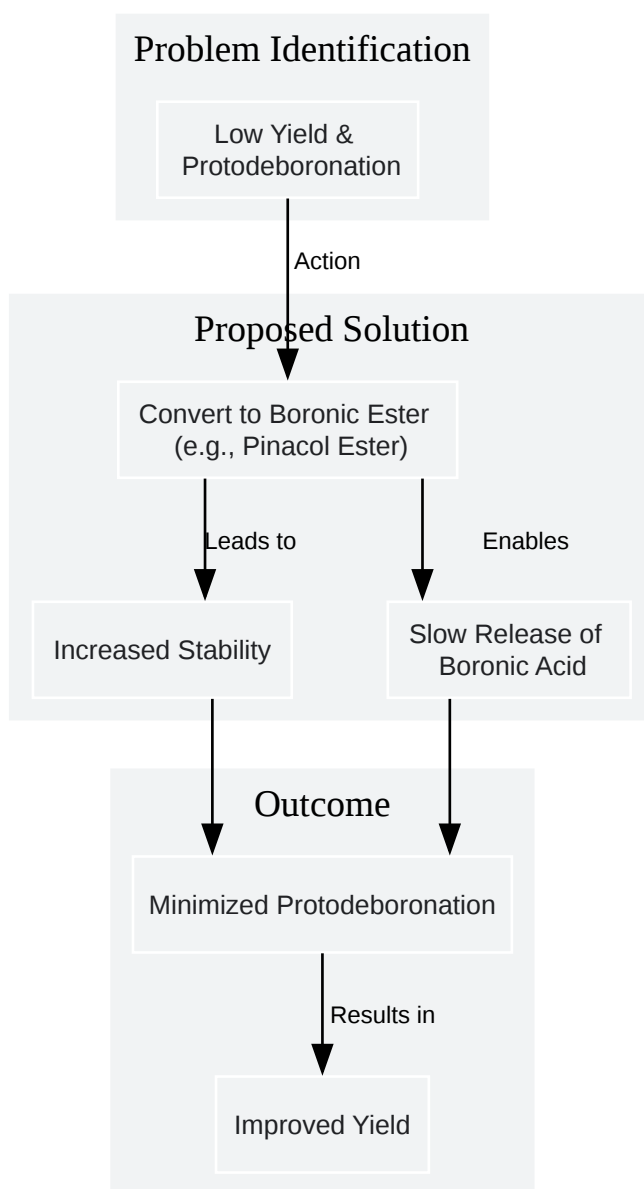 Problem Identification
Low Yield &
Protodeboronation
Action
Proposed Solution
Convert to Boronic Ester
(e.g., Pinacol Ester)
Leads to
Enables
Increased Stability
Slow Release of
Boronic Acid
Outcome
Minimized Protodeboronation
Results in
Improved Yield